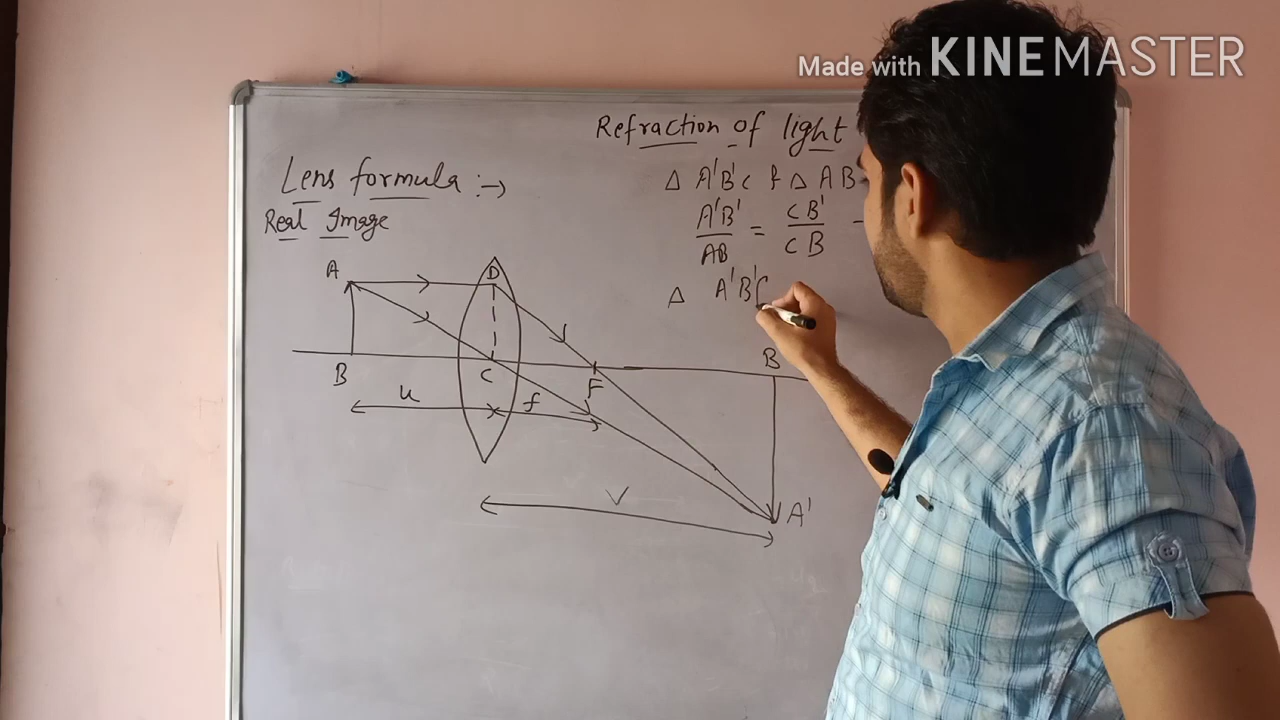 Made with KINEMASTER
Refraction of light
Lens formula :→
Real Image
Δ A'B'C & Δ AB
A'B'/AB = CB'/CB -
Δ A'B'
A
D
B
C
F
B
u
f
V
A'